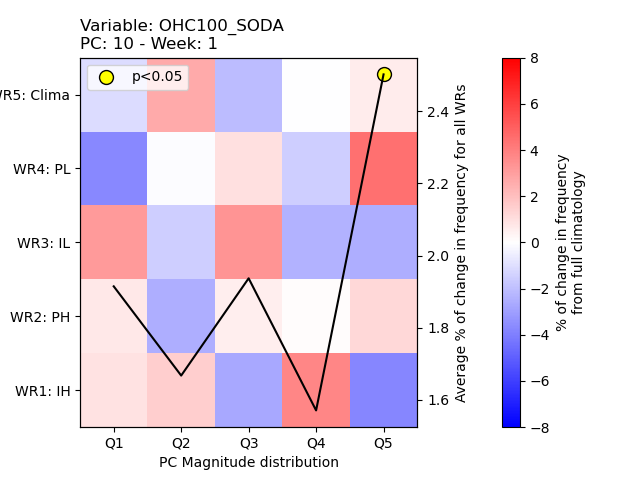 Variable: OHC100_SODA
PC: 10 - Week: 1
p<0.05
WR5: Clima
WR4: PL
WR3: IL
WR2: PH
WR1: IH
Q1 Q2 Q3 Q4 Q5
PC Magnitude distribution
2.4
2.2
2.0
1.8
1.6
Average % of change in frequency for all WRs
8
6
4
2
0
−2
−4
−6
−8
% of change in frequency
from full climatology